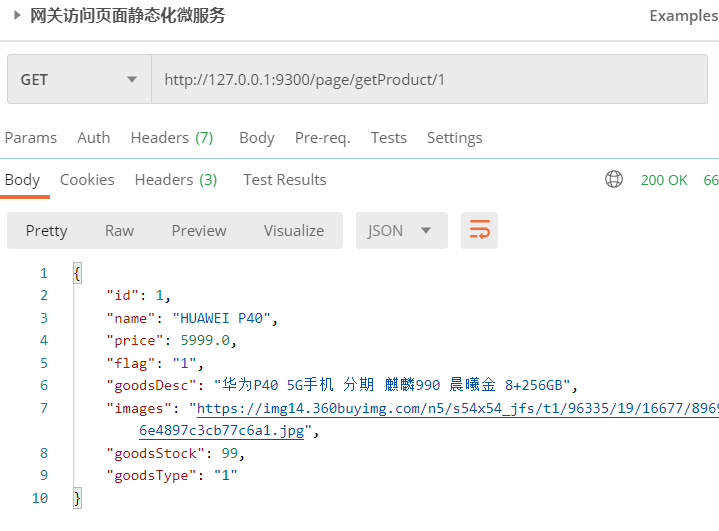 网关访问页面静态化微服务 Examples
GET http://127.0.0.1:9300/page/getProduct/1
Params Auth Headers (7) Body Pre-req. Tests Settings
Body Cookies Headers (3) Test Results 200 OK 66
Pretty Raw Preview Visualize JSON
1 {
2 "id": 1,
3 "name": "HUAWEI P40",
4 "price": 5999.0,
5 "flag": "1",
6 "goodsDesc": "华为P40 5G手机 分期 麒麟990 晨曦金 8+256GB",
7 "images": "https://img14.360buyimg.com/n5/s54x54_jfs/t1/96335/19/16677/8969
6e4897c3cb77c6a1.jpg",
8 "goodsStock": 99,
9 "goodsType": "1"
10 }